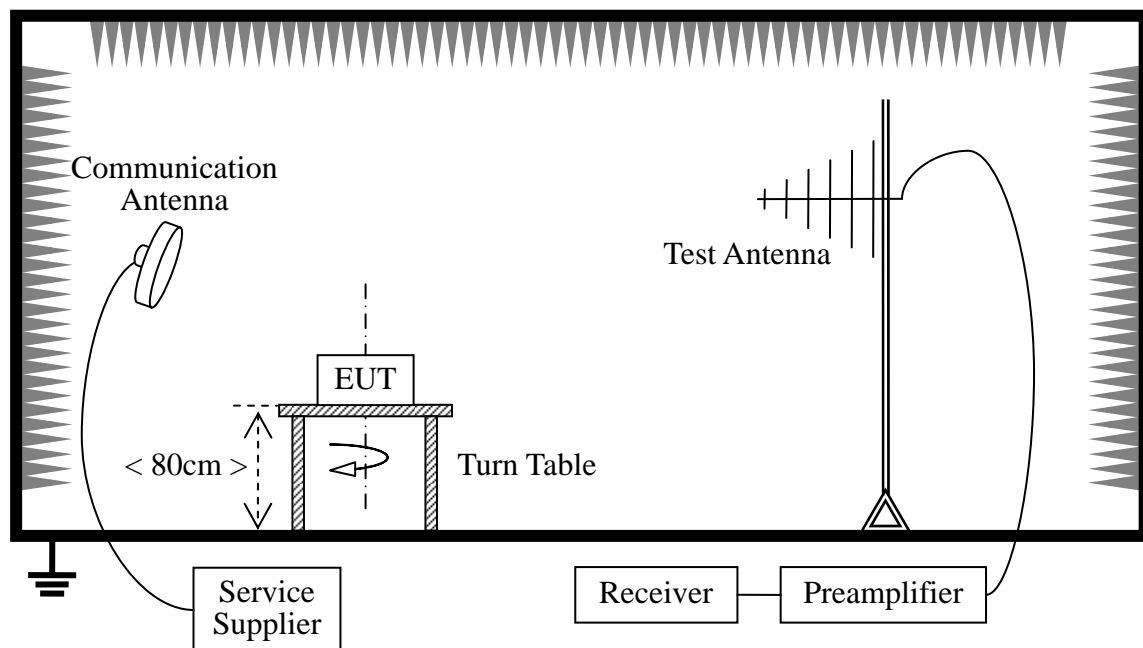 Communication
Antenna
Test Antenna
EUT
< 80cm >
Turn Table
Service
Supplier
Receiver
Preamplifier